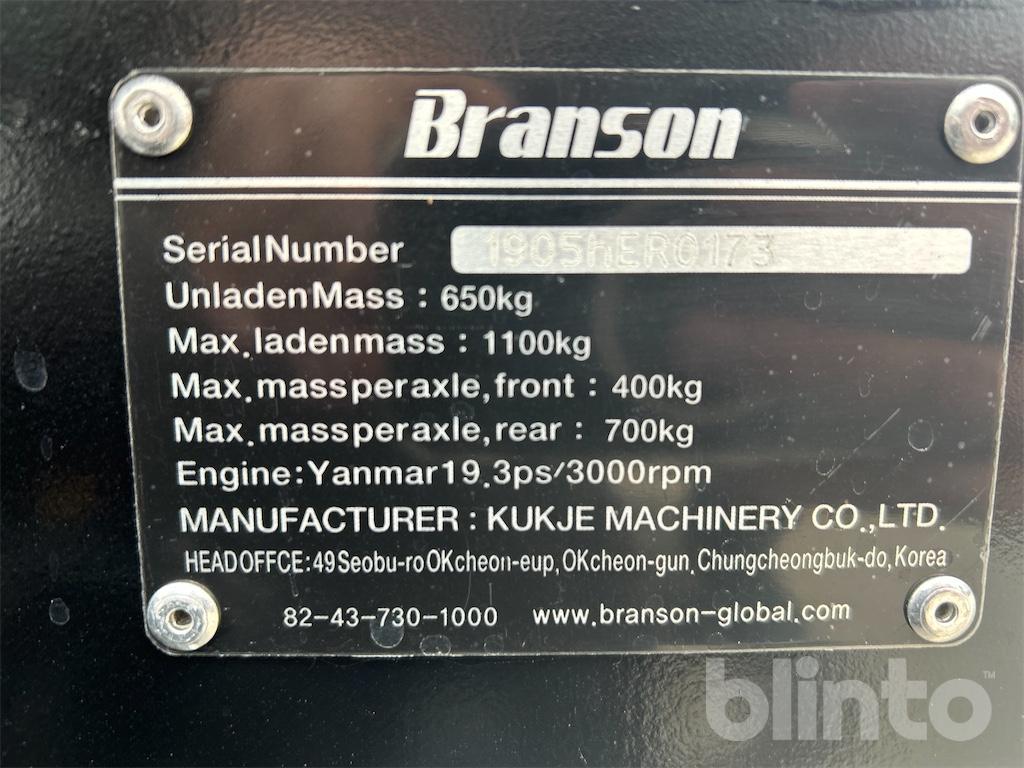 Branson
SerialNumber 1905hER0173
UnladenMass : 650kg
Max.ladenmass : 1100kg
Max.massperaxle,front : 400kg
Max.massperaxle,rear : 700kg
Engine:Yanmar19.3ps/3000rpm
MANUFACTURER : KUKJE MACHINERY CO.,LTD.
HEADOFFCE:49Seobu-roOKcheon-eup,OKcheon-gun,Chungcheongbuk-do,Korea
82-43-730-1000 www.branson-global.com
blinto™